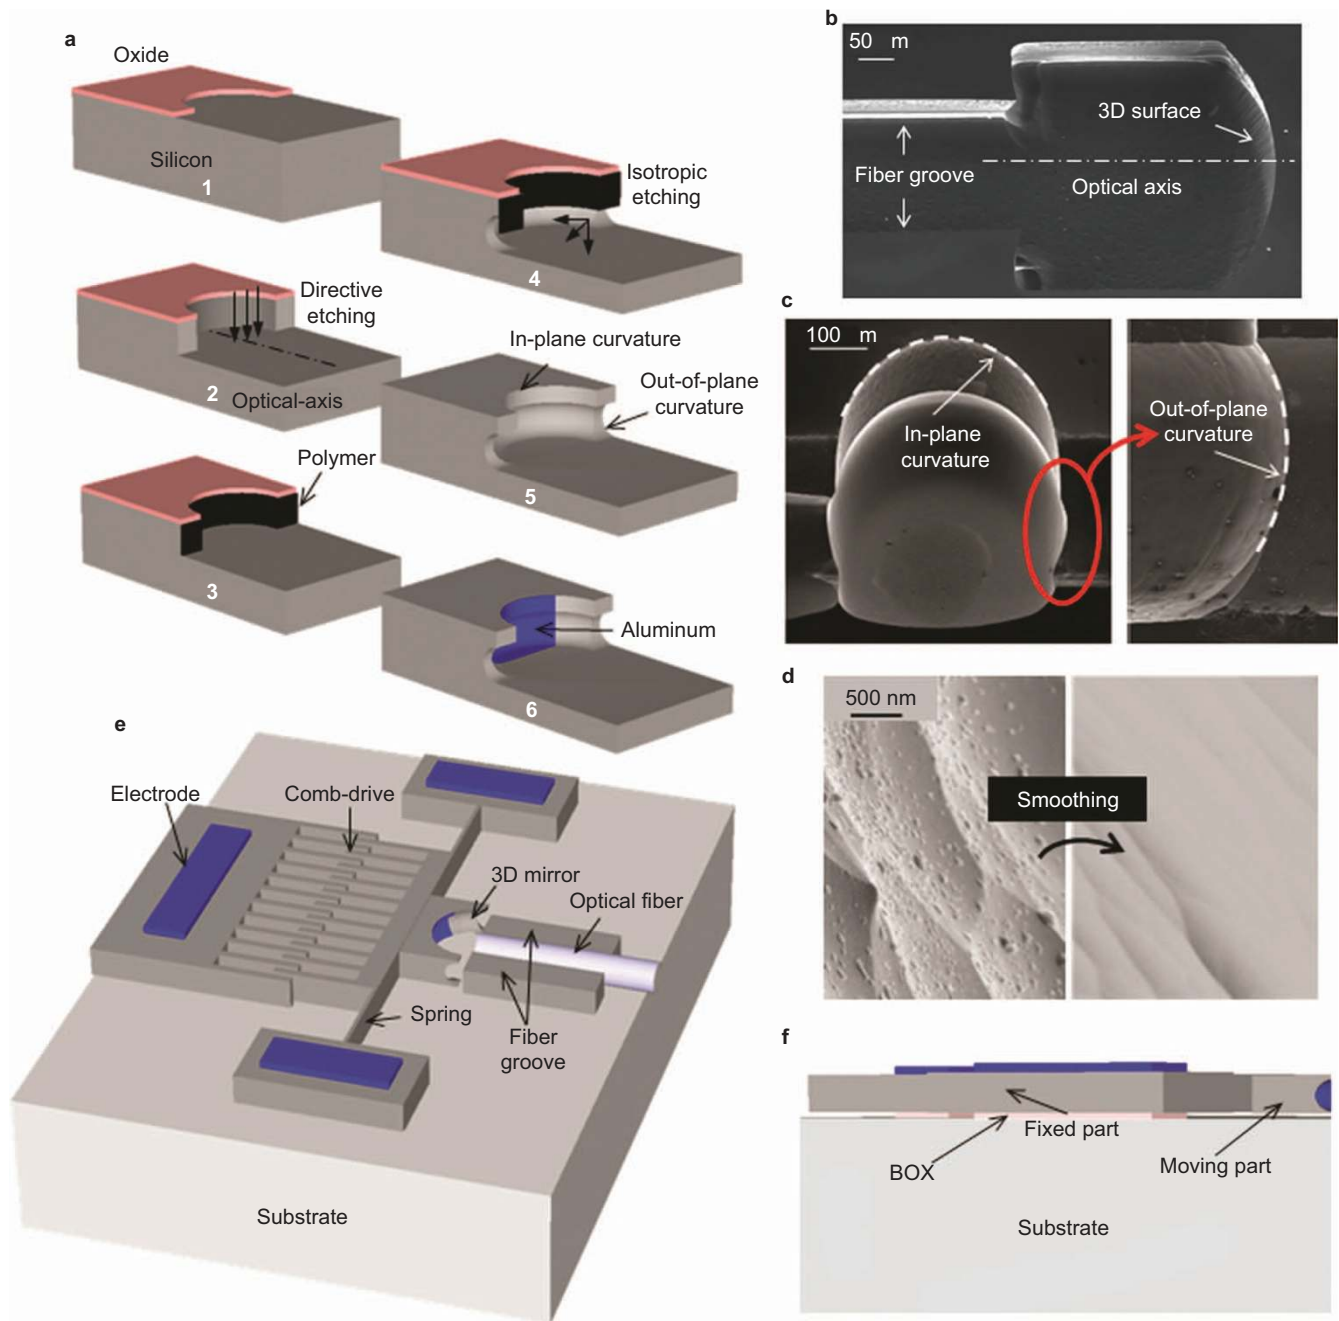 a
Oxide
Silicon
1
Isotropic
etching
4
Directive
etching
2
Optical-axis
In-plane curvature
Out-of-plane
curvature
5
Polymer
3
Aluminum
6
b
50 m
3D surface
Fiber groove
Optical axis
c
100 m
In-plane
curvature
Out-of-plane
curvature
d
500 nm
Smoothing
e
Electrode
Comb-drive
3D mirror
Optical fiber
Spring
Fiber
groove
Substrate
f
Fixed part
BOX
Moving part
Substrate